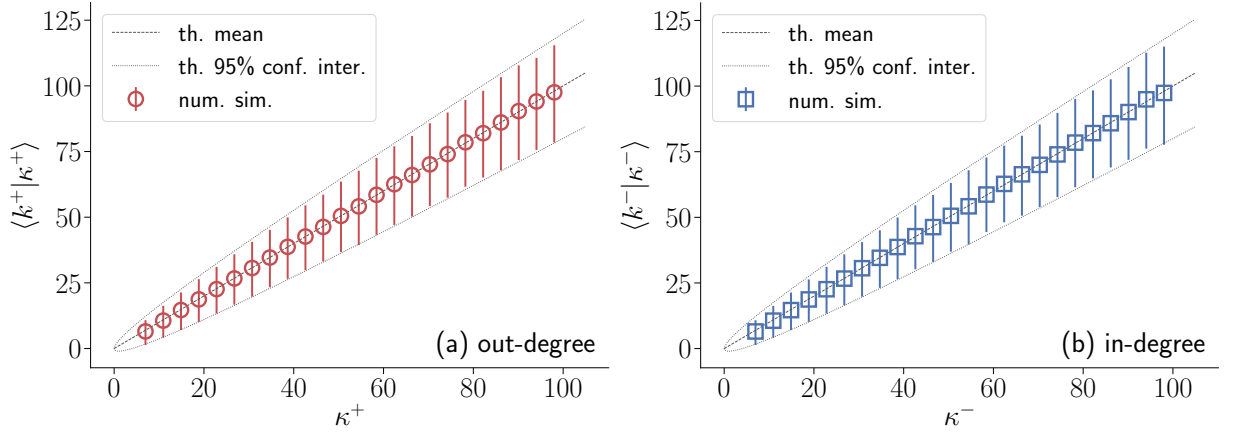 125
100
75
50
25
0
⟨k⁺|κ⁺⟩
th. mean
th. 95% conf. inter.
num. sim.
(a) out-degree
0 20 40 60 80 100
κ⁺
125
100
75
50
25
0
⟨k⁻|κ⁻⟩
th. mean
th. 95% conf. inter.
num. sim.
(b) in-degree
0 20 40 60 80 100
κ⁻